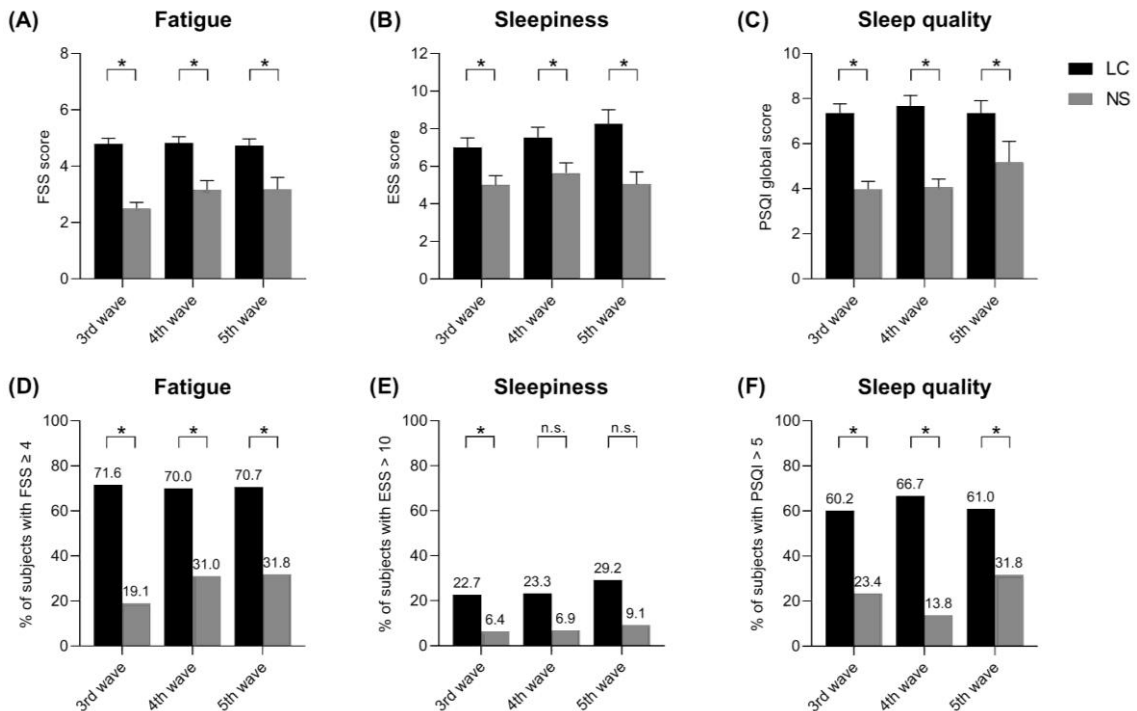 (A) Fatigue
FSS score
8
6
4
2
0
* * *
3rd wave
4th wave
5th wave
(B) Sleepiness
ESS score
12
10
8
6
4
2
0
* * *
3rd wave
4th wave
5th wave
(C) Sleep quality
PSQI global score
10
8
6
4
2
0
* * *
3rd wave
4th wave
5th wave
LC
NS
(D) Fatigue
% of subjects with FSS ≥ 4
100
80
60
40
20
0
* * *
71.6 19.1 70.0 31.0 70.7 31.8
3rd wave
4th wave
5th wave
(E) Sleepiness
% of subjects with ESS > 10
100
80
60
40
20
0
* n.s. n.s.
22.7 6.4 23.3 6.9 29.2 9.1
3rd wave
4th wave
5th wave
(F) Sleep quality
% of subjects with PSQI > 5
100
80
60
40
20
0
* * *
60.2 23.4 66.7 13.8 61.0 31.8
3rd wave
4th wave
5th wave